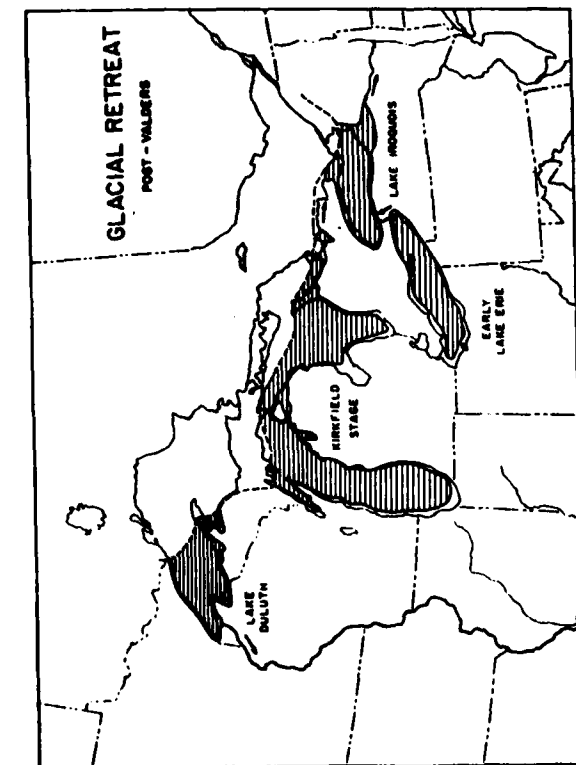 GLACIAL RETREAT
POST - VALDERS
LAKE IROQUOIS
EARLY
LAKE ERIE
KIRKFIELD
STAGE
LAKE
DULUTH